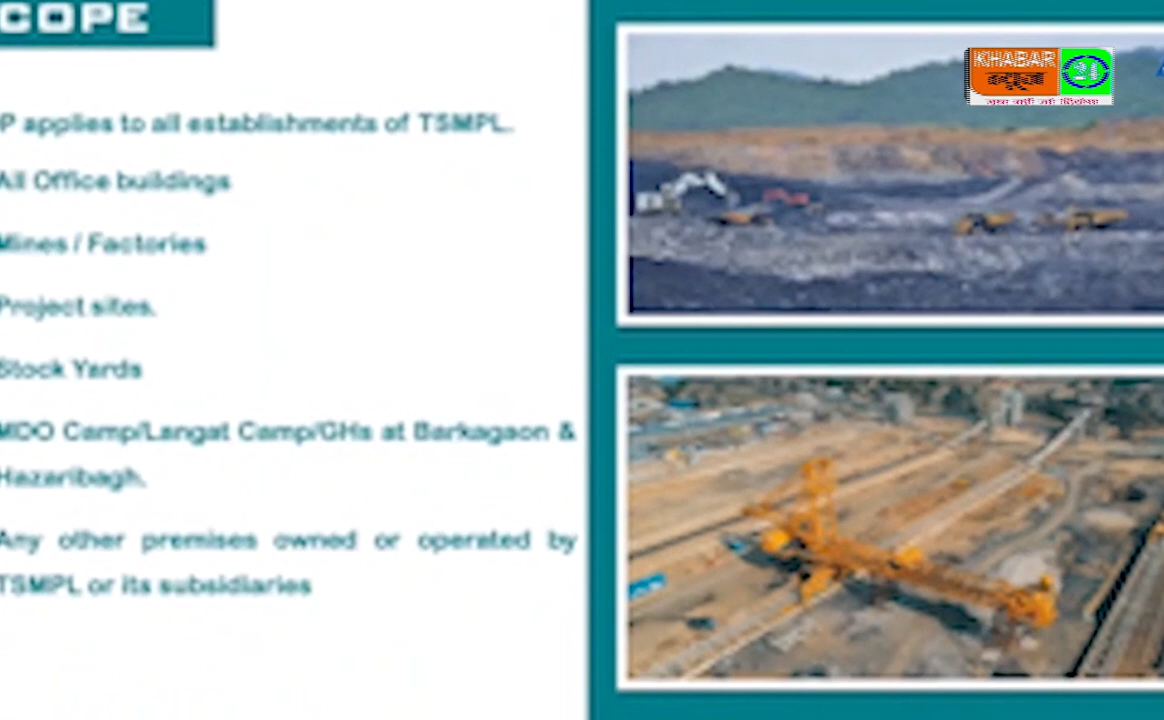 COPE
P applies to all establishments of TSMPL.
All Office buildings
Mines / Factories
Project sites.
Stock Yards
MDO Camp/Langat Camp/GHs at Barkagaon &
Hazaribagh.
Any other premises owned or operated by
TSMPL or its subsidiaries
KHABAR
न्यूज़
21